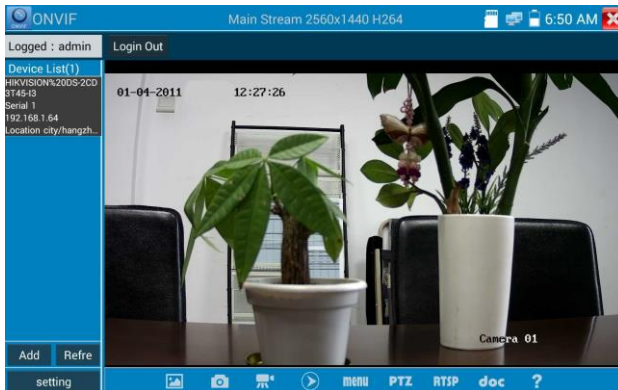 ONVIF
Main Stream 2560x1440 H264
6:50 AM
Logged : admin
Login Out
Device List(1)
HIKVISION%20DS-2CD
3T45-I3
Serial 1
192.168.1.64
Location city/hangzh...
01-04-2011 12:27:26
Camera 01
Add
Refre
setting
menu
PTZ
RTSP
doc
?